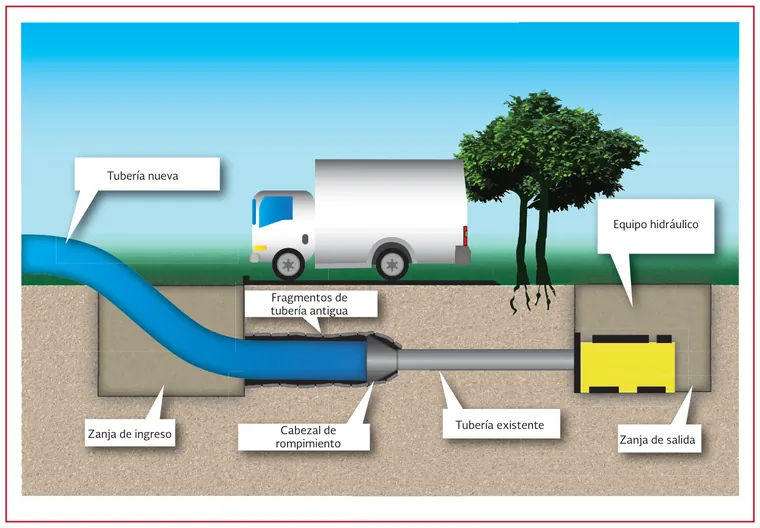 Tubería nueva
Equipo hidráulico
Fragmentos de
tubería antigua
Zanja de ingreso
Cabezal de
rompimiento
Tubería existente
Zanja de salida